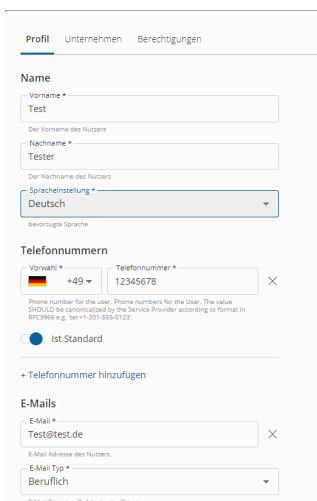 Profil Unternehmen Berechtigungen
Name
Vorname *
Test
Der Vorname des Nutzers
Nachname *
Tester
Der Nachname des Nutzers
Spracheinstellung *
Deutsch
bevorzugte Sprache
Telefonnummern
Vorwahl * Telefonnummer *
+49 12345678
Phone number for the user. Phone numbers for the User. The value
SHOULD be canonicalized by the Service Provider according to format in
RFC3966 e.g. 'tel:+1-201-555-0123'.
Ist Standard
+ Telefonnummer hinzufügen
E-Mails
E-Mail *
Test@test.de
E-Mail Adresse des Nutzers.
E-Mail Typ *
Beruflich